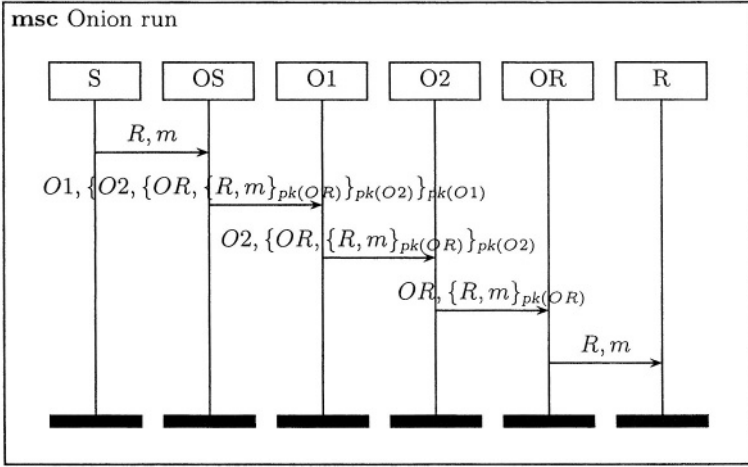 msc Onion run
S OS O1 O2 OR R
R, m
O1, {O2, {OR, {R, m}pk(OR)}pk(O2)}pk(O1)
O2, {OR, {R, m}pk(OR)}pk(O2)
OR, {R, m}pk(OR)
R, m